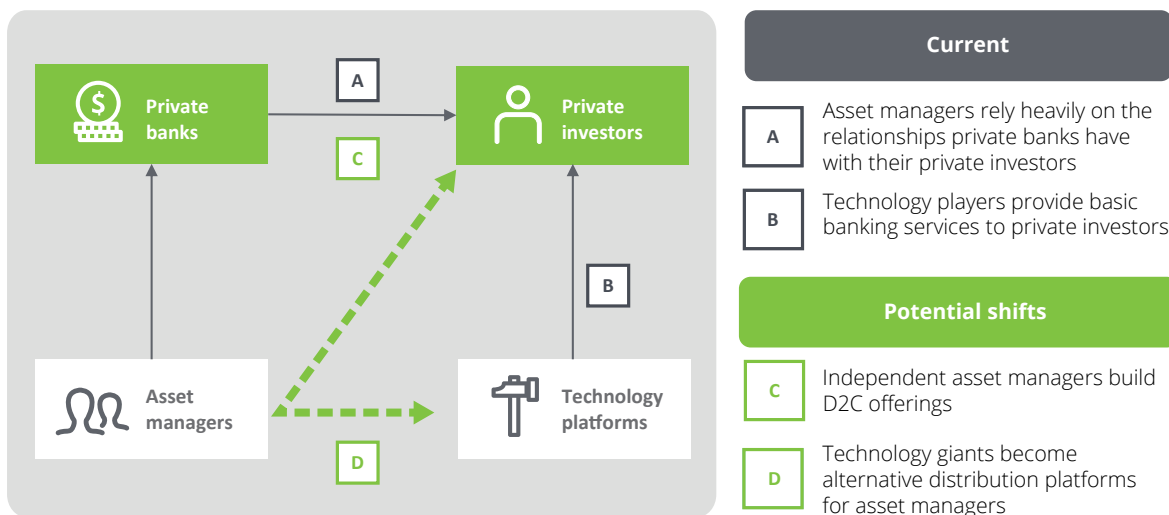 Private
banks
A
C
Private
investors
B
Asset
managers
D
Technology
platforms
$
Current
A
Asset managers rely heavily on the
relationships private banks have
with their private investors
B
Technology players provide basic
banking services to private investors
Potential shifts
C
Independent asset managers build
D2C offerings
D
Technology giants become
alternative distribution platforms
for asset managers